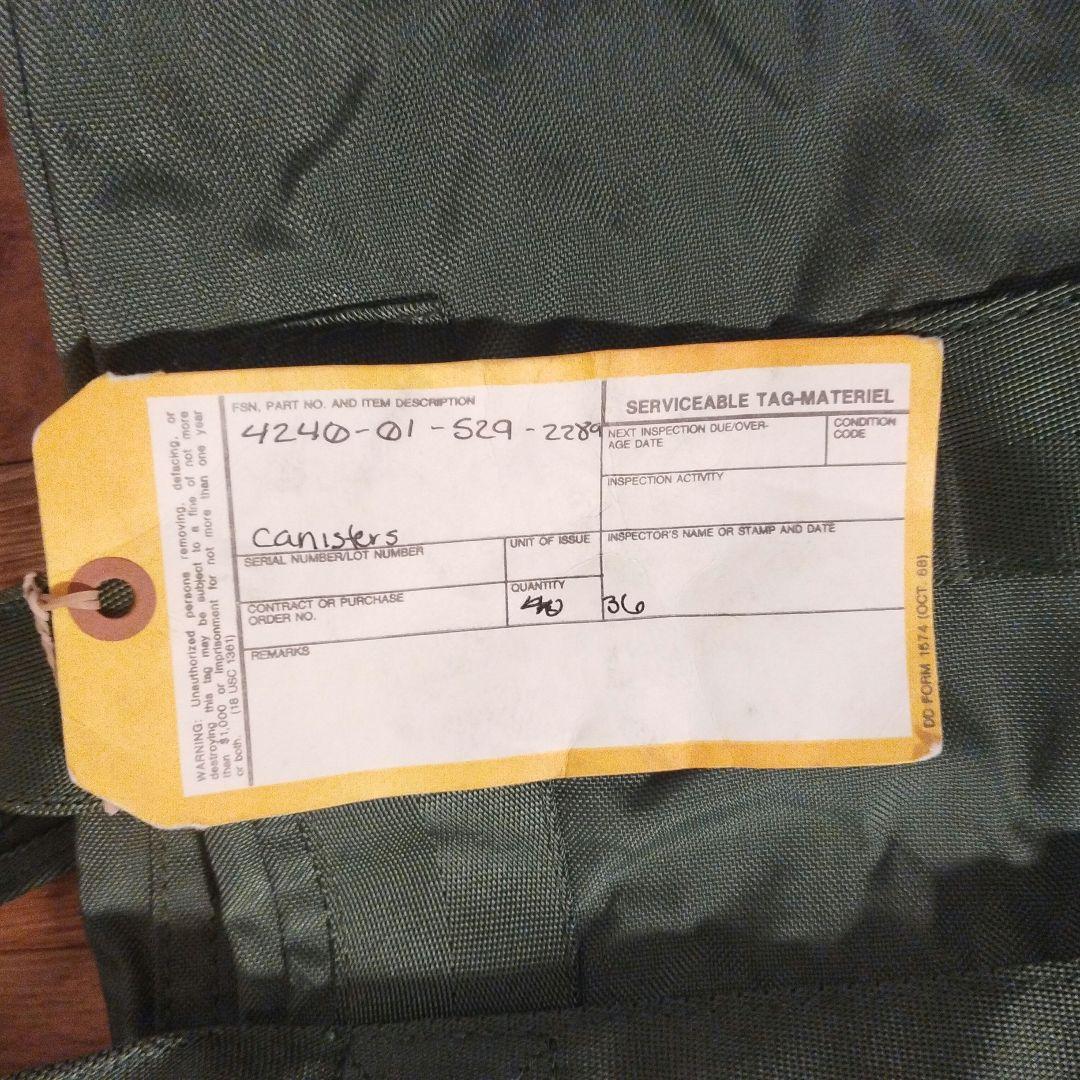 WARNING: Unauthorized persons removing, defacing, or
destroying this tag may be subject to a fine of not more
than $1,000 or imprisonment for not more than one year
or both. (18 USC 1361)
FSN, PART NO. AND ITEM DESCRIPTION
4240-01-529-2289
Canisters
SERIAL NUMBER/LOT NUMBER
UNIT OF ISSUE
CONTRACT OR PURCHASE
ORDER NO.
QUANTITY
40 36
REMARKS
SERVICEABLE TAG-MATERIEL
NEXT INSPECTION DUE/OVER-
AGE DATE
CONDITION
CODE
INSPECTION ACTIVITY
INSPECTOR'S NAME OR STAMP AND DATE
DD FORM 1574 (OCT. 68)